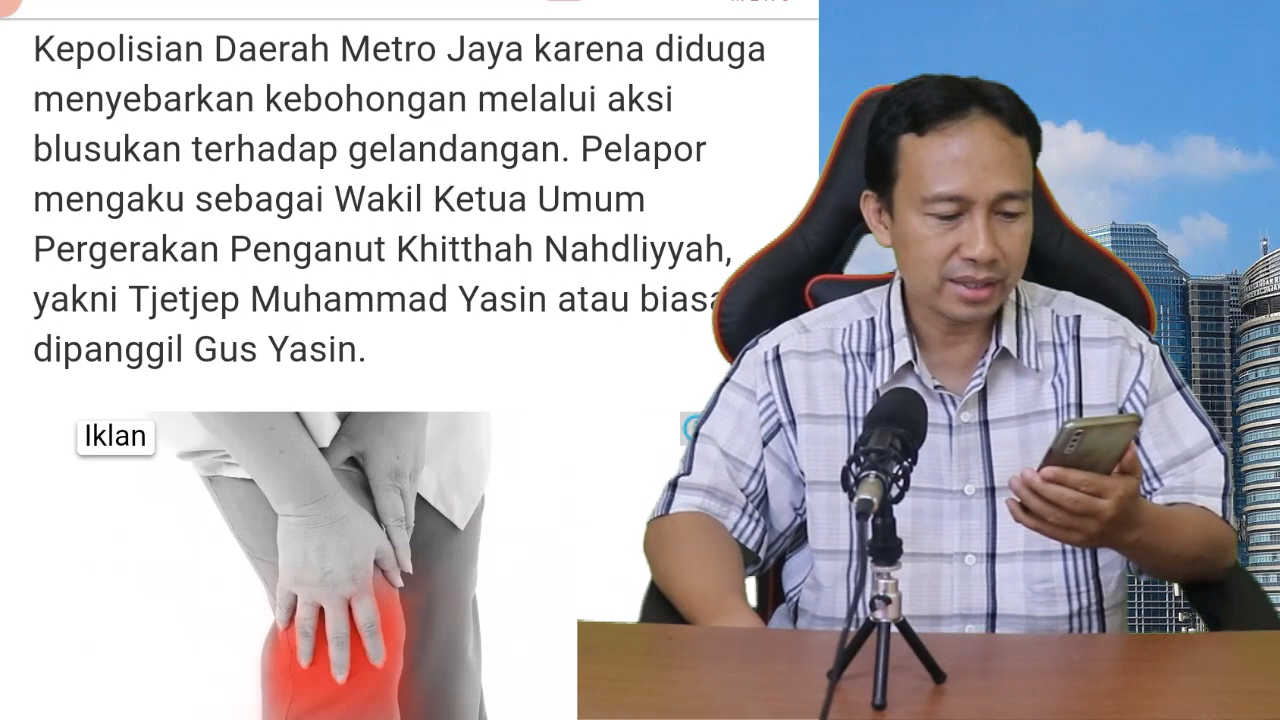 Kepolisian Daerah Metro Jaya karena diduga
menyebarkan kebohongan melalui aksi
blusukan terhadap gelandangan. Pelapor
mengaku sebagai Wakil Ketua Umum
Pergerakan Penganut Khitthah Nahdliyyah,
yakni Tjetjep Muhammad Yasin atau biasa
dipanggil Gus Yasin.
Iklan